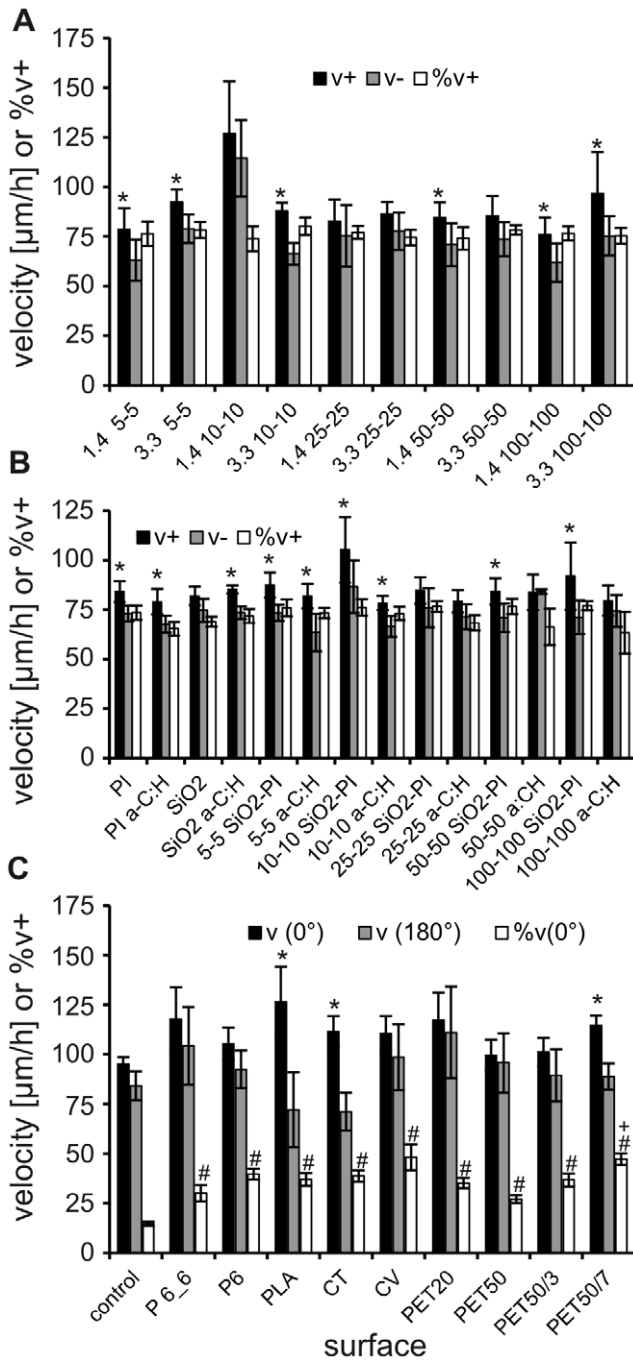 A
velocity [µm/h] or %v+
175
150
125
100
75
50
25
0
v+ v- %v+
* * * * * *
1.4 5-5
3.3 5-5
1.4 10-10
3.3 10-10
1.4 25-25
3.3 25-25
1.4 50-50
3.3 50-50
1.4 100-100
3.3 100-100
B
velocity [µm/h] or %v+
125
100
75
50
25
0
v+ v- %v+
* * * * * * * * *
PI
PI a-C:H
SiO2
SiO2 a-C:H
5-5 SiO2-PI
5-5 a-C:H
10-10 SiO2-PI
10-10 a-C:H
25-25 SiO2-PI
25-25 a-C:H
50-50 SiO2-PI
50-50 a:CH
100-100 SiO2-PI
100-100 a-C:H
C
velocity [µm/h] or %v+
175
150
125
100
75
50
25
0
v (0°) v (180°) %v(0°)
* * *
# # # # # # # # + #
control
P 6_6
P6
PLA
CT
CV
PET20
PET50
PET50/3
PET50/7
surface